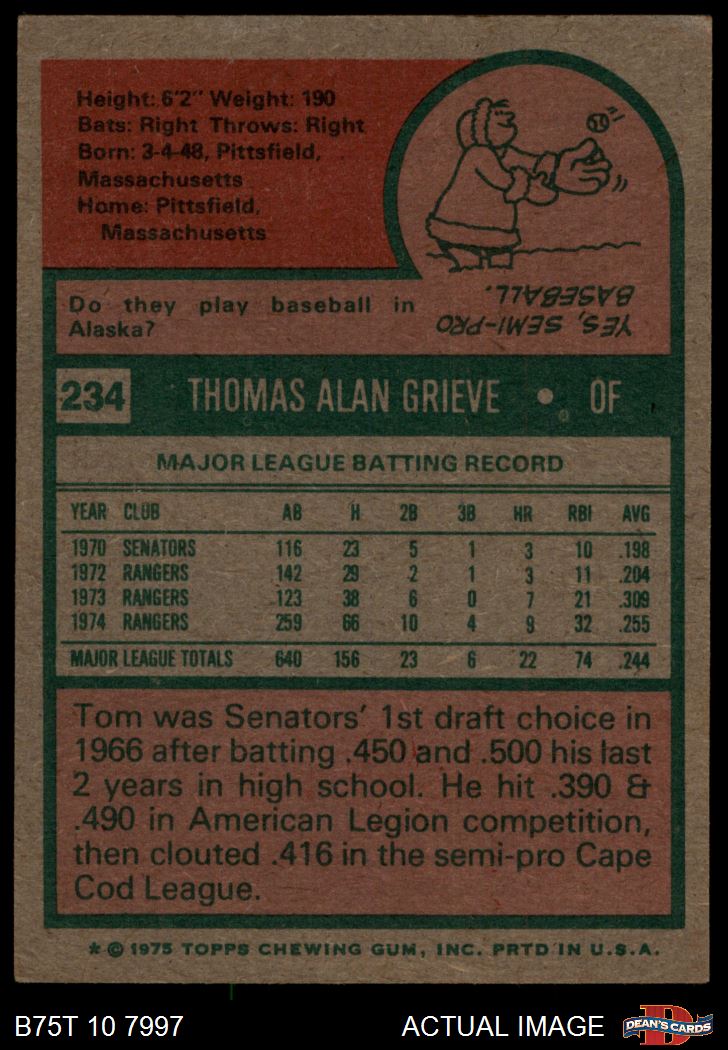 Height: 6'2" Weight: 190
Bats: Right Throws: Right
Born: 3-4-48, Pittsfield,
Massachusetts
Home: Pittsfield,
Massachusetts
Do they play baseball in
Alaska?
YES, SEMI-PRO
BASEBALL.
234 THOMAS ALAN GRIEVE • OF
MAJOR LEAGUE BATTING RECORD
YEAR CLUB AB H 2B 3B HR RBI AVG
1970 SENATORS 116 23 5 1 3 10 .198
1972 RANGERS 142 29 2 1 3 11 .204
1973 RANGERS 123 38 6 0 7 21 .309
1974 RANGERS 259 66 10 4 9 32 .255
MAJOR LEAGUE TOTALS 640 156 23 6 22 74 .244
Tom was Senators' 1st draft choice in
1966 after batting .450 and .500 his last
2 years in high school. He hit .390 &
.490 in American Legion competition,
then clouted .416 in the semi-pro Cape
Cod League.
* © 1975 TOPPS CHEWING GUM, INC. PRTD IN U.S.A.
B75T 10 7997 ACTUAL IMAGE
D
DEAN'S CARDS